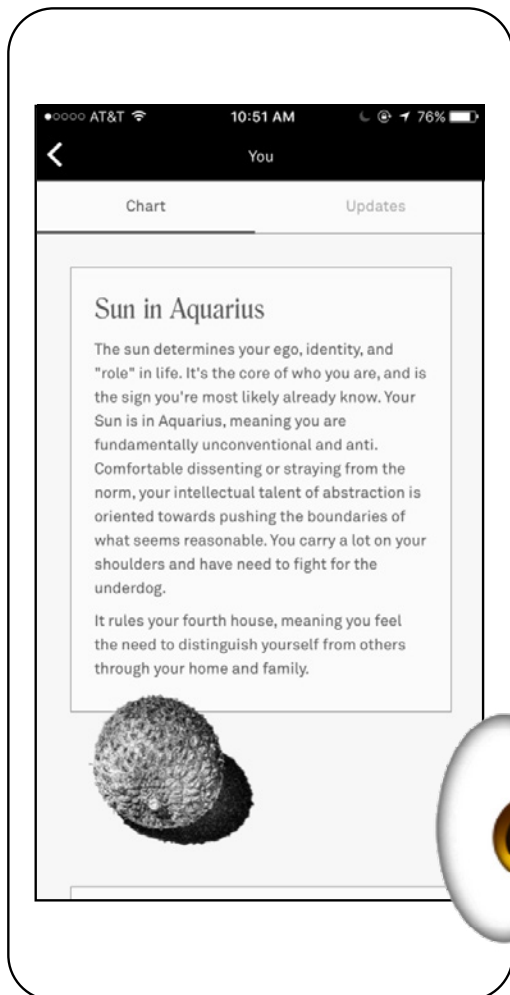 AT&T 10:51 AM 76%
You
Chart Updates
Sun in Aquarius
The sun determines your ego, identity, and
"role" in life. It's the core of who you are, and is
the sign you're most likely already know. Your
Sun is in Aquarius, meaning you are
fundamentally unconventional and anti.
Comfortable dissenting or straying from the
norm, your intellectual talent of abstraction is
oriented towards pushing the boundaries of
what seems reasonable. You carry a lot on your
shoulders and have need to fight for the
underdog.
It rules your fourth house, meaning you feel
the need to distinguish yourself from others
through your home and family.